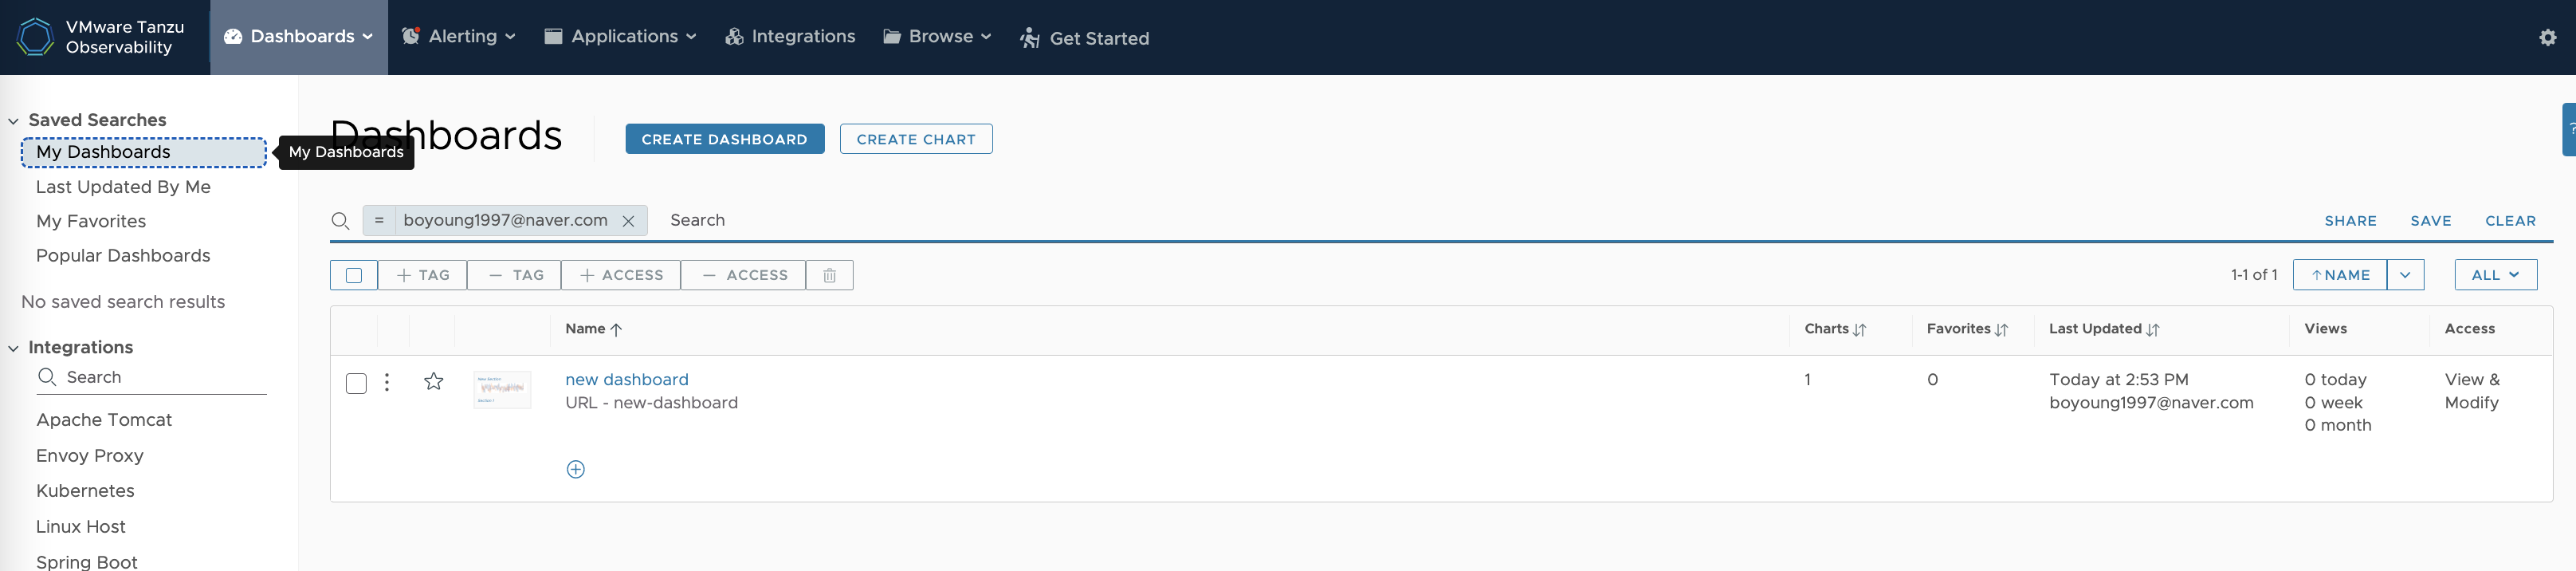 VMware Tanzu
Observability
Dashboards
Alerting
Applications
Integrations
Browse
Get Started
Saved Searches
My Dashboards
My Dashboards
Last Updated By Me
My Favorites
Popular Dashboards
No saved search results
Integrations
Search
Apache Tomcat
Envoy Proxy
Kubernetes
Linux Host
Spring Boot
Dashboards
CREATE DASHBOARD
CREATE CHART
= boyoung1997@naver.com Search
SHARE SAVE CLEAR
+ TAG
− TAG
+ ACCESS
− ACCESS
1-1 of 1
↑NAME
ALL
Name Charts Favorites Last Updated Views Access
new dashboard 1 0 Today at 2:53 PM 0 today View &
URL - new-dashboard boyoung1997@naver.com 0 week Modify
0 month